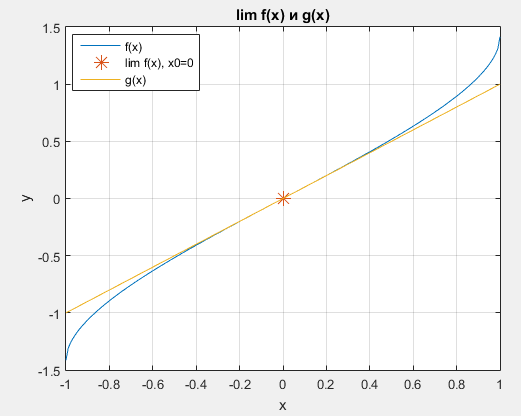 lim f(x) и g(x)
f(x)
lim f(x), x0=0
g(x)
1.5
1
0.5
0
-0.5
-1
-1.5
y
-1 -0.8 -0.6 -0.4 -0.2 0 0.2 0.4 0.6 0.8 1
x